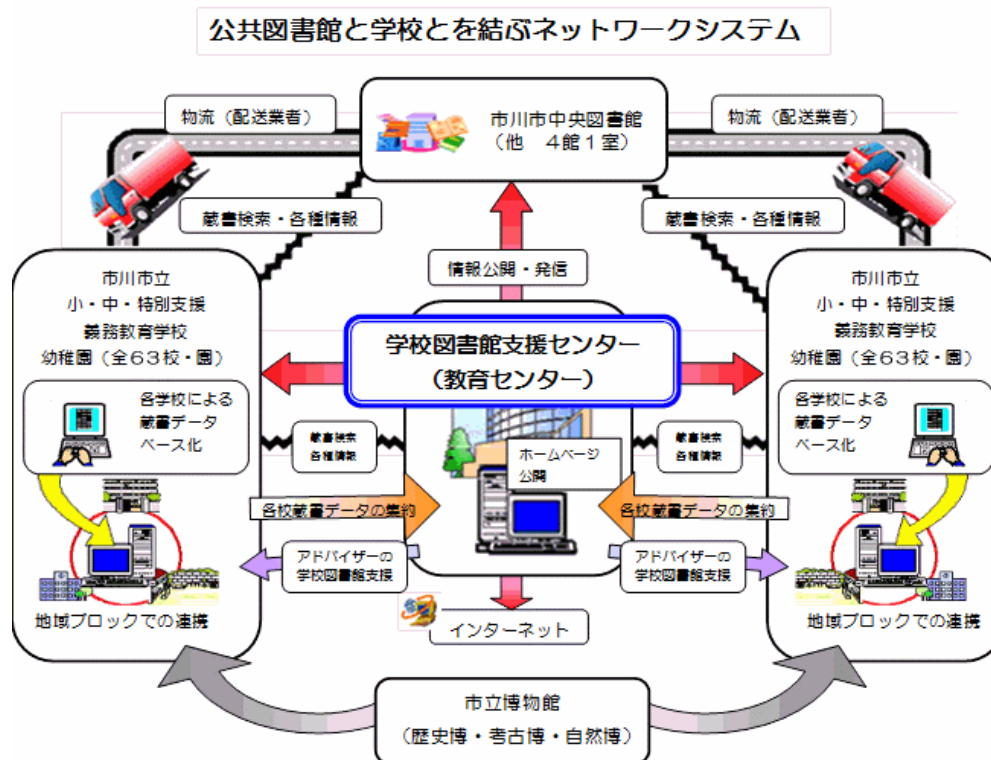 公共図書館と学校とを結ぶネットワークシステム
物流（配送業者）
市川市中央図書館
（他　４館１室）
物流（配送業者）
蔵書検索・各種情報
蔵書検索・各種情報
情報公開・発信
市川市立
小・中・特別支援
義務教育学校
幼稚園（全６３校・園）
学校図書館支援センター
（教育センター）
市川市立
小・中・特別支援
義務教育学校
幼稚園（全６３校・園）
各学校による
蔵書データ
ベース化
蔵書検索
各種情報
ホームページ
公開
蔵書検索
各種情報
各学校による
蔵書データ
ベース化
各校蔵書データの集約
各校蔵書データの集約
アドバイザーの
学校図書館支援
アドバイザーの
学校図書館支援
地域ブロックでの連携
インターネット
地域ブロックでの連携
市立博物館
（歴史博・考古博・自然博）